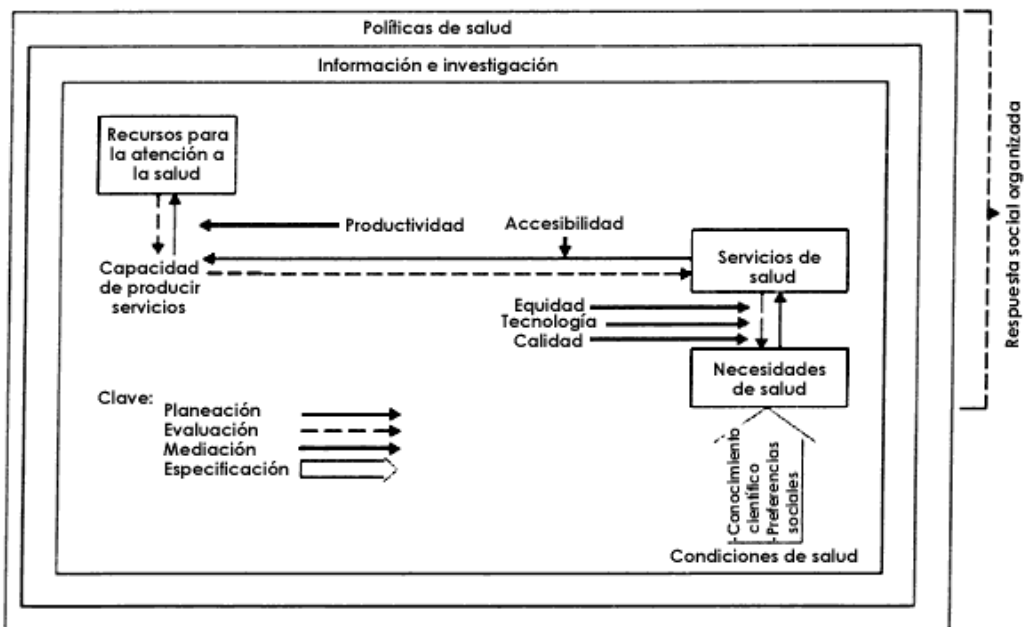 Políticas de salud
Información e investigación
Recursos para
la atención a
la salud
Productividad
Accesibilidad
Capacidad
de producir
servicios
Servicios de
salud
Equidad
Tecnología
Calidad
Necesidades
de salud
Clave:
Planeación
Evaluación
Mediación
Especificación
-Conocimiento
científico
-Preferencias
sociales
Condiciones de salud
Respuesta social organizada